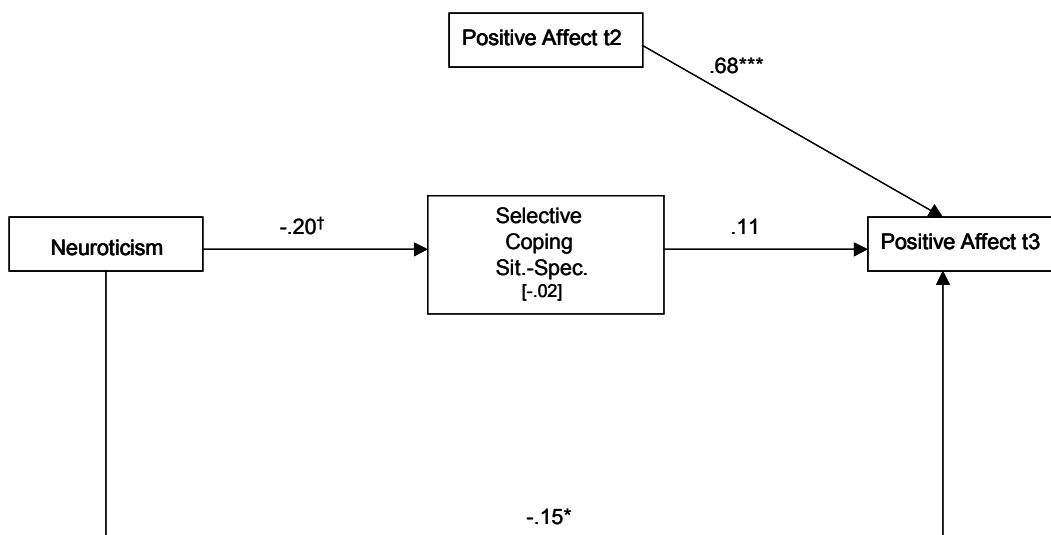 Positive Affect t2
.68***
Neuroticism
-.20†
Selective
Coping
Sit.-Spec.
[-.02]
.11
Positive Affect t3
-.15*